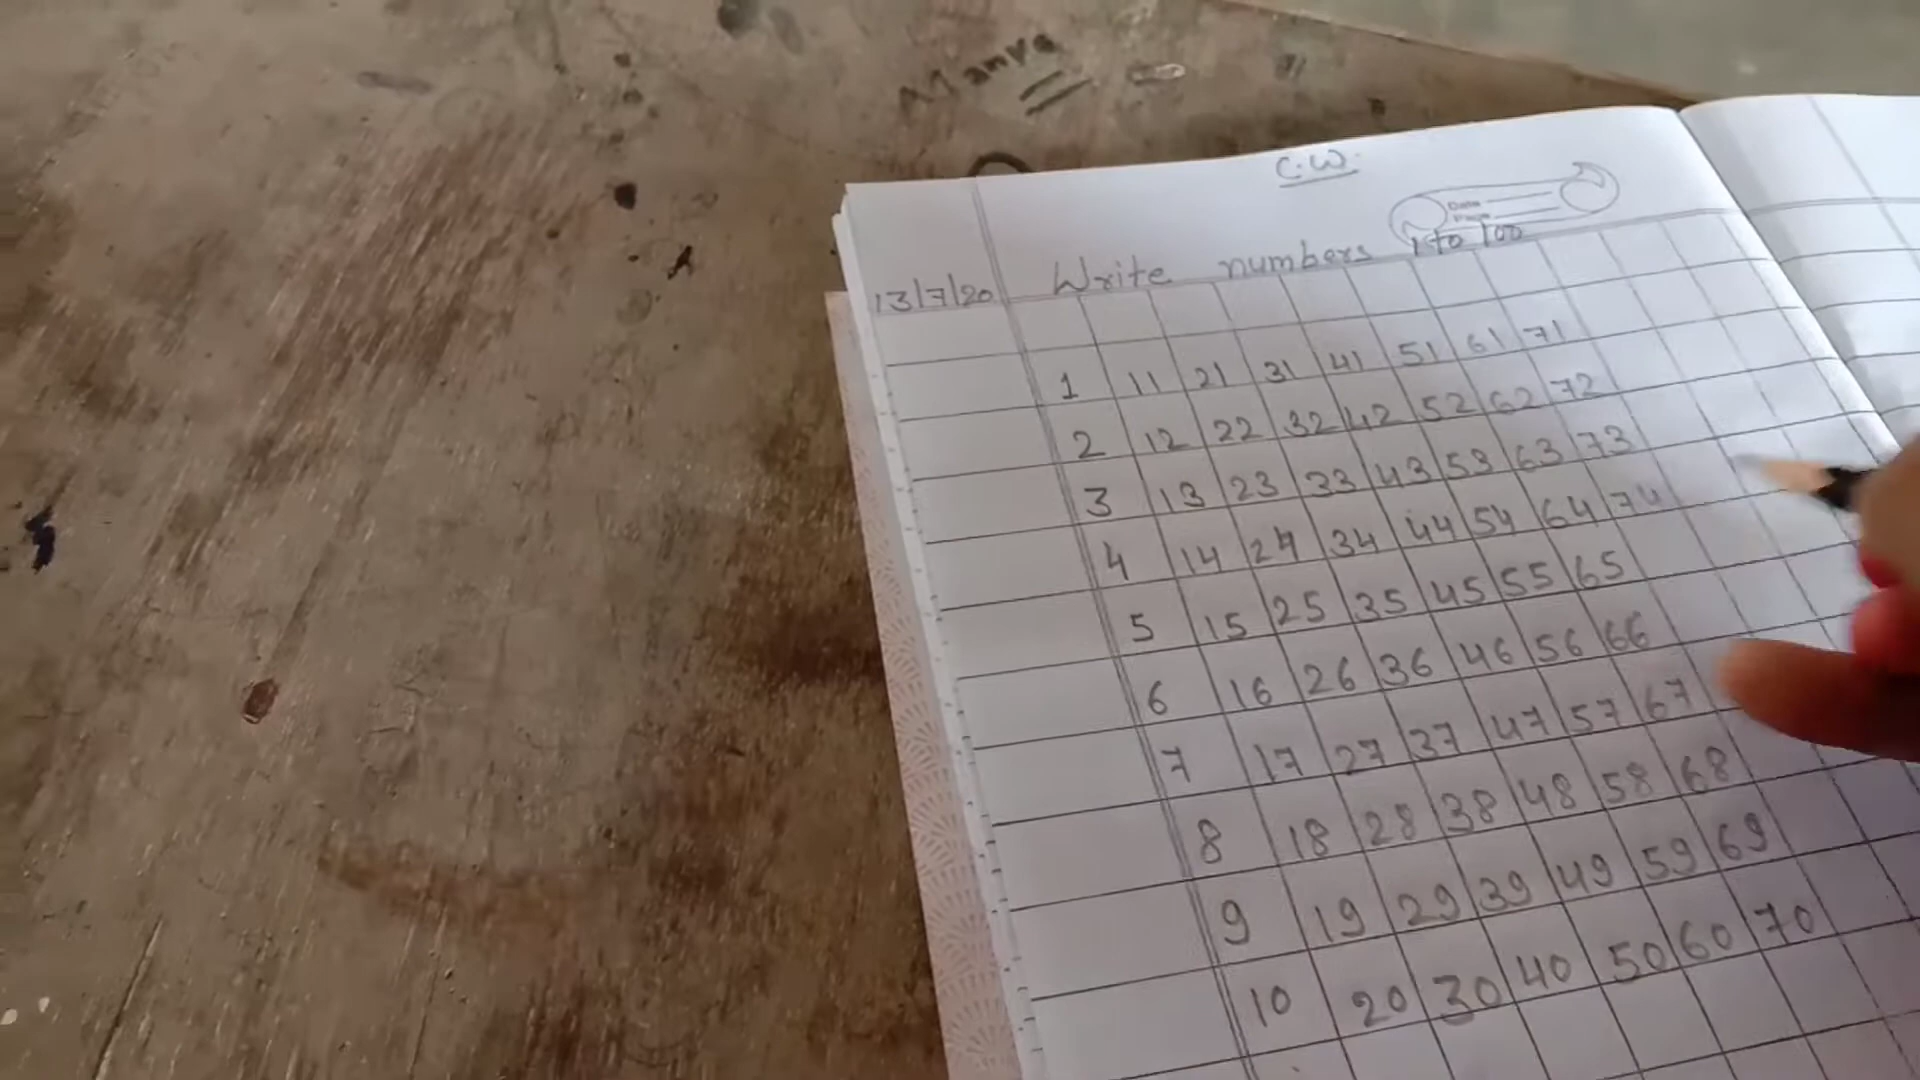 Manva
C.W.
Date
Page
13/7/20 Write numbers 1 to 100
1 11 21 31 41 51 61 71
2 12 22 32 42 52 62 72
3 13 23 33 43 53 63 73
4 14 24 34 44 54 64 74
5 15 25 35 45 55 65
6 16 26 36 46 56 66
7 17 27 37 47 57 67
8 18 28 38 48 58 68
9 19 29 39 49 59 69
10 20 30 40 50 60 70